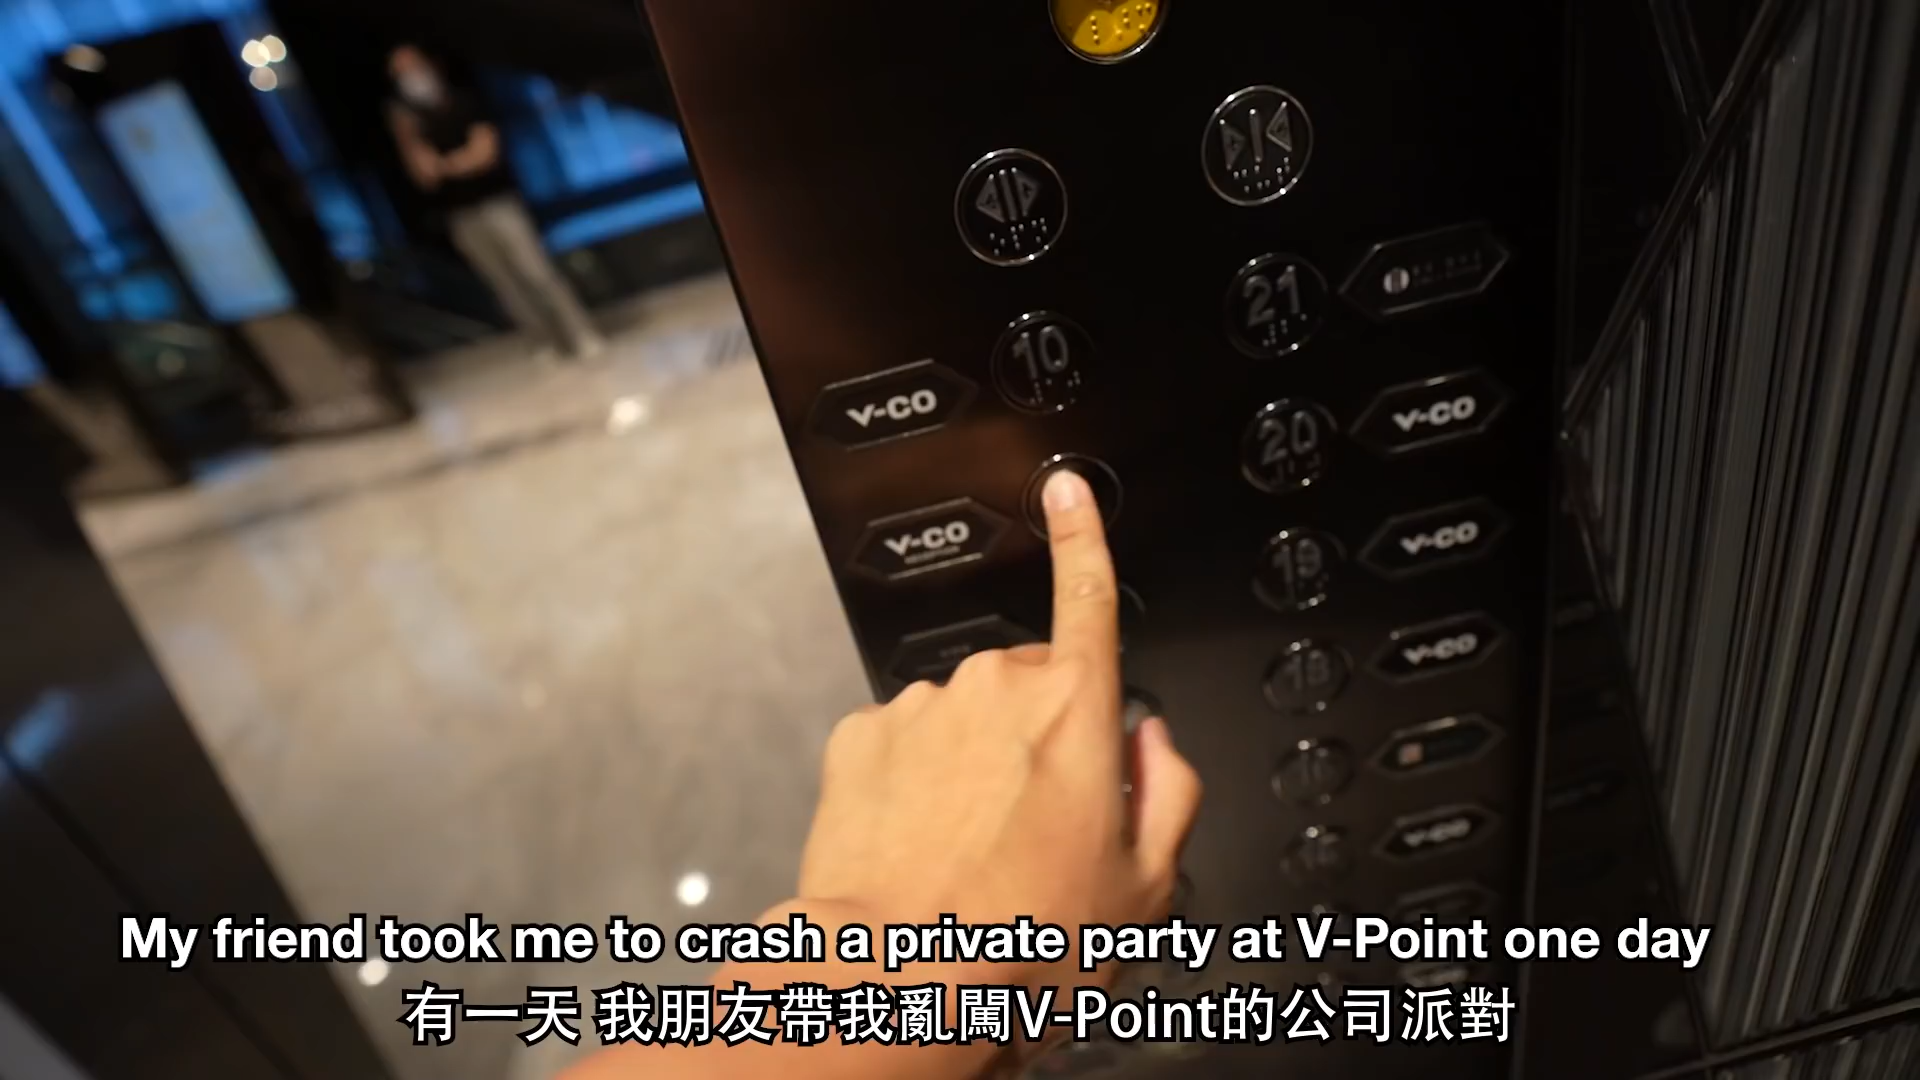 21
10
V-CO
20
V-CO
V-CO
19
V-CO
18
V-CO
V-CO
My friend took me to crash a private party at V-Point one day
有一天 我朋友帶我亂闖V-Point的公司派對